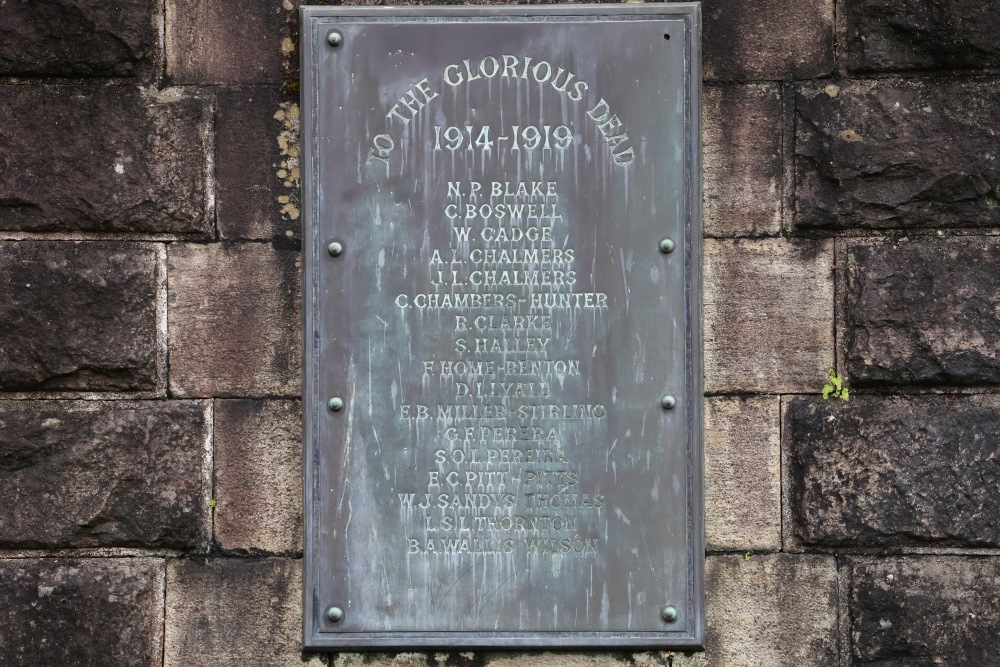 TO THE GLORIOUS DEAD
1914-1919
N.P. BLAKE
C. BOSWELL
W. CADGE
A.L. CHALMERS
J.L. CHALMERS
C. CHAMBERS-HUNTER
R. CLARKE
S. HALLEY
F. HOME-RENTON
D.I. LYALL
E.B. MILLER-STIRLING
G.F. PERERA
S.O.L. PEREIRA
E.C. PITT-PITTS
W.J. SANDYS THOMAS
L.S.L. THORNTON
B.A. WALLIS WILSON